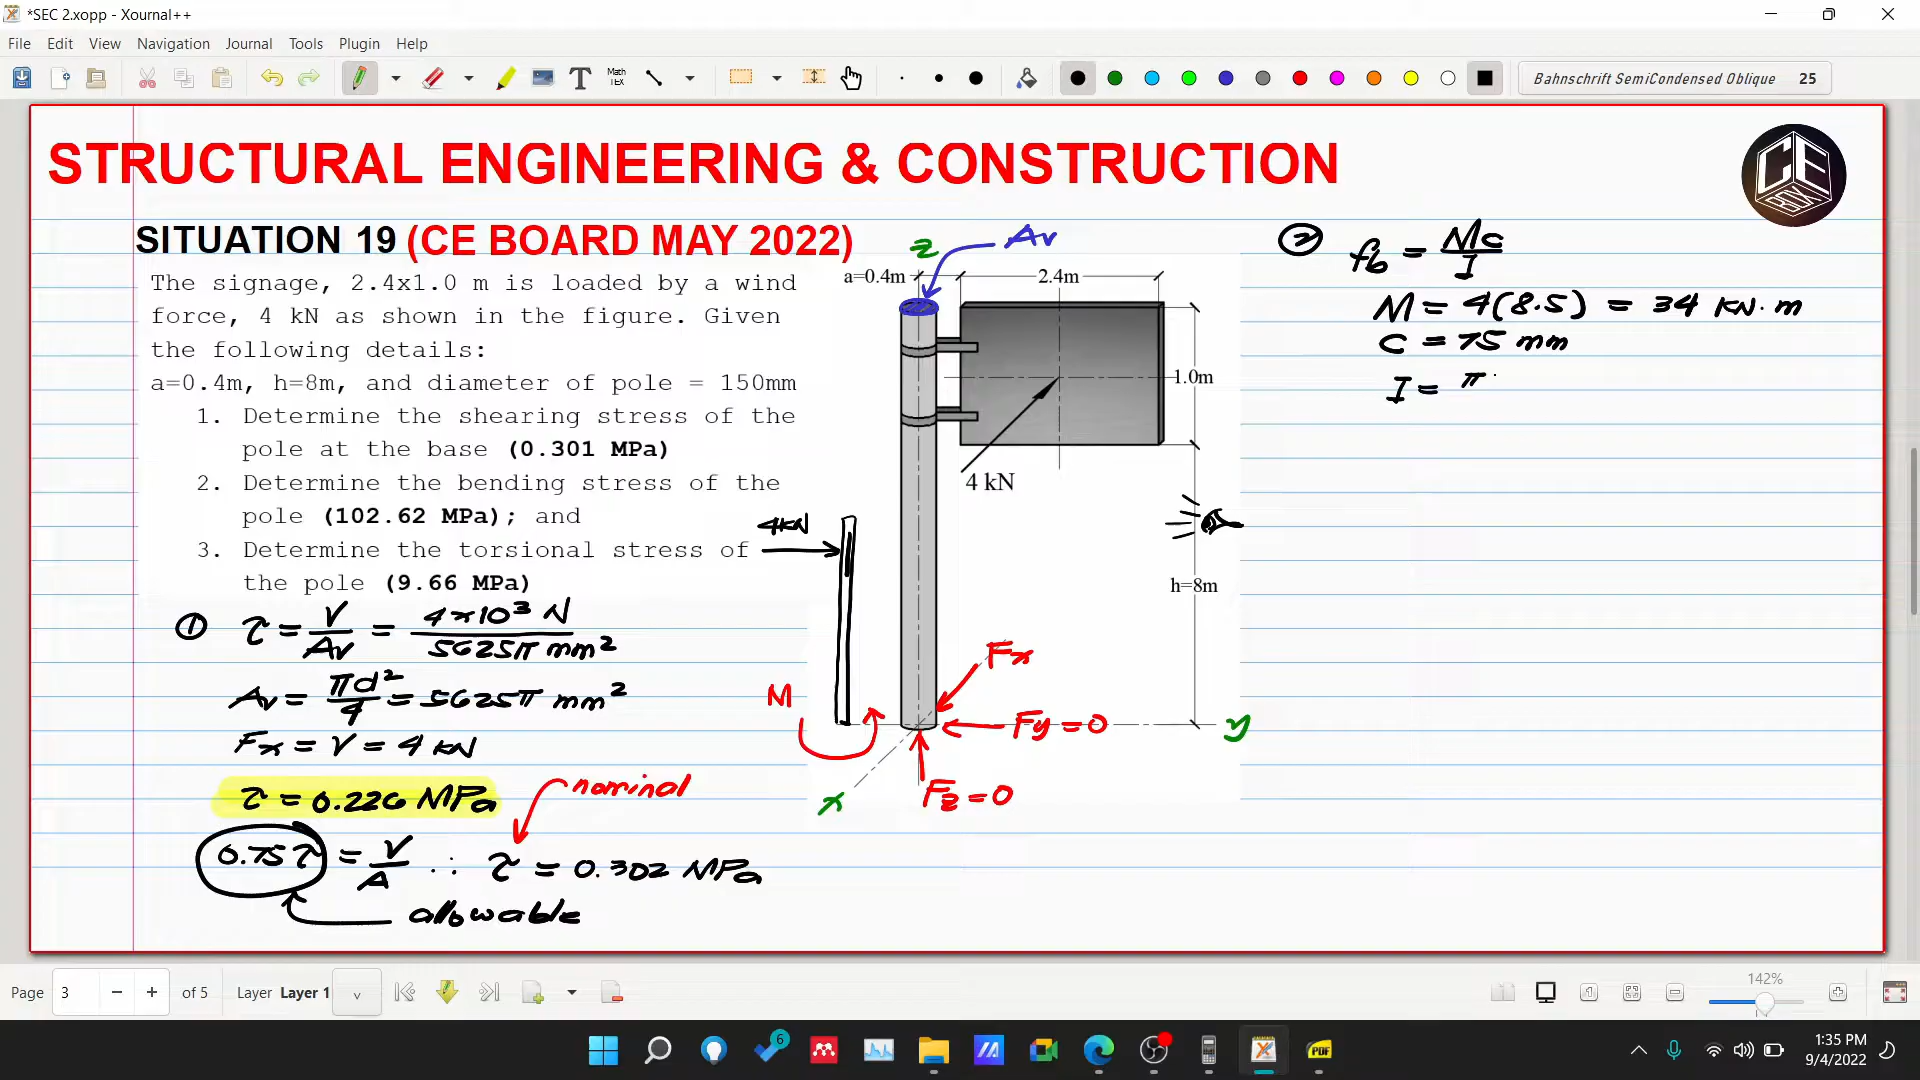 *SEC 2.xopp - Xournal++
File Edit View Navigation Journal Tools Plugin Help
Math TEX
Bahnschrift SemiCondensed Oblique 25
STRUCTURAL ENGINEERING & CONSTRUCTION
CE
SITUATION 19 (CE BOARD MAY 2022)
The signage, 2.4x1.0 m is loaded by a wind
force, 4 kN as shown in the figure. Given
the following details:
a=0.4m, h=8m, and diameter of pole = 150mm
1. Determine the shearing stress of the
pole at the base (0.301 MPa)
2. Determine the bending stress of the
pole (102.62 MPa); and
3. Determine the torsional stress of
the pole (9.66 MPa)
① τ = V/Av = 4x10³ N / 5625π mm²
Av = πd²/4 = 5625π mm²
Fx = V = 4 kN
τ = 0.226 MPa
nominal
0.75τ = V/A ∴ τ = 0.302 MPa
allowable
z
Av
a=0.4m
2.4m
1.0m
4 kN
4kN
h=8m
M
Fx
Fy = 0
y
Fz = 0
x
② fb = Mc/I
M = 4(8.5) = 34 kN·m
c = 75 mm
I = π
Page 3 of 5 Layer Layer 1
142%
6
PDF
1:35 PM
9/4/2022